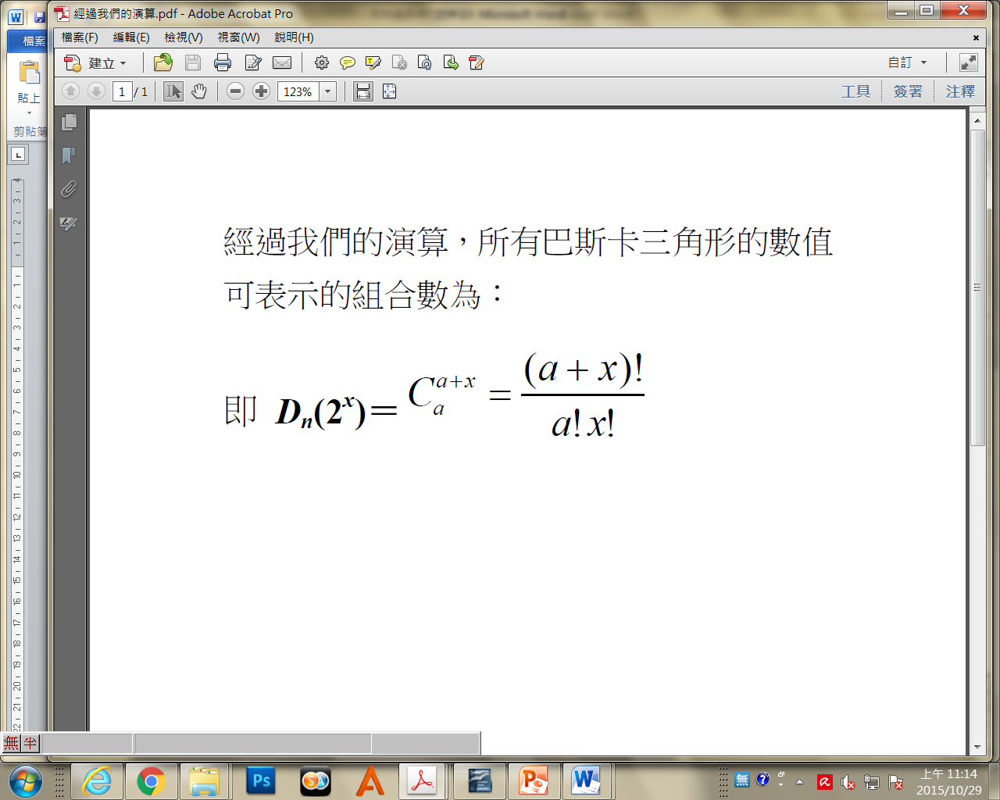 經過我們的演算.pdf - Adobe Acrobat Pro
檔案
檔案(F) 編輯(E) 檢視(V) 視窗(W) 說明(H)
建立
自訂
1 / 1
123%
工具 簽署 注釋
貼上
剪貼簿
經過我們的演算，所有巴斯卡三角形的數值
可表示的組合數為：
即 Dₙ(2ˣ)= C_a^{a+x} = (a + x)! / a! x!
無 半
Ps
無
上午 11:14
2015/10/29